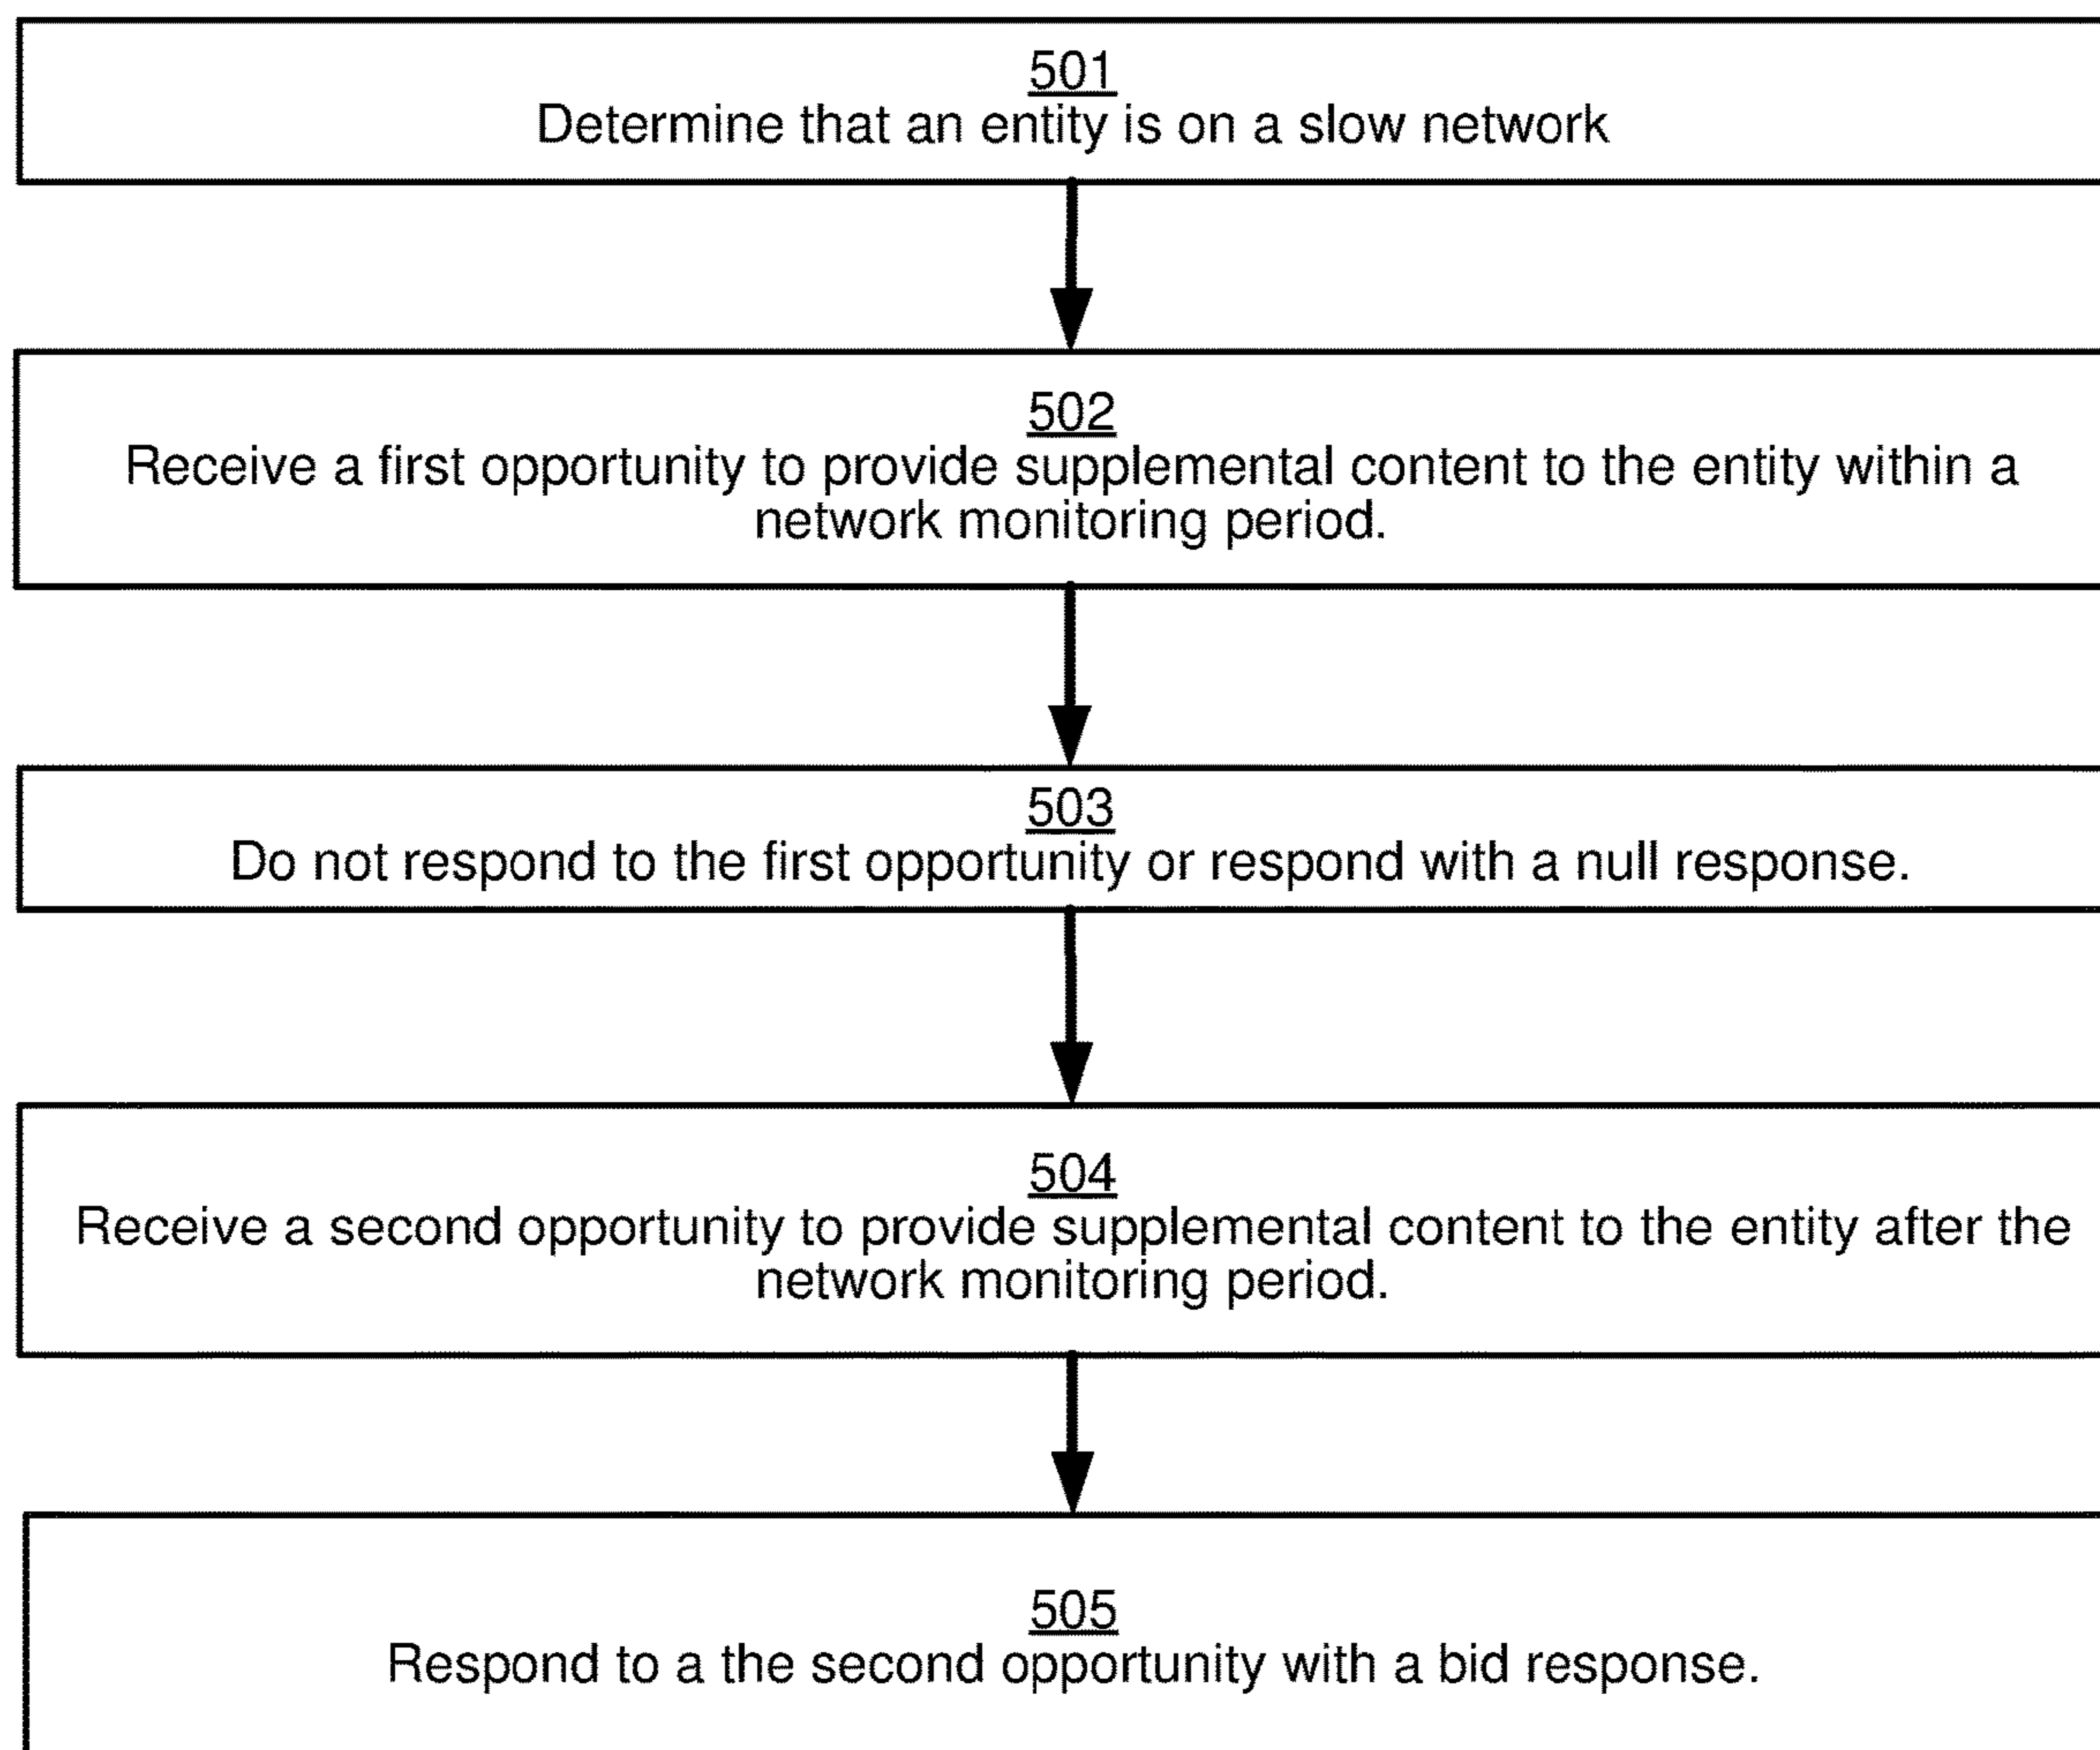 501
Determine that an entity is on a slow network
502
Receive a first opportunity to provide supplemental content to the entity within a
network monitoring period.
503
Do not respond to the first opportunity or respond with a null response.
504
Receive a second opportunity to provide supplemental content to the entity after the
network monitoring period.
505
Respond to a the second opportunity with a bid response.